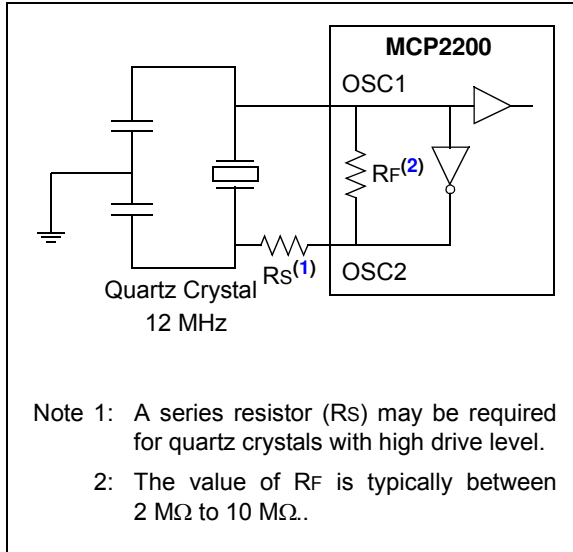 MCP2200
OSC1
RF(2)
RS(1)
OSC2
Quartz Crystal
12 MHz
Note 1: A series resistor (RS) may be required
for quartz crystals with high drive level.
2: The value of RF is typically between
2 MΩ to 10 MΩ..